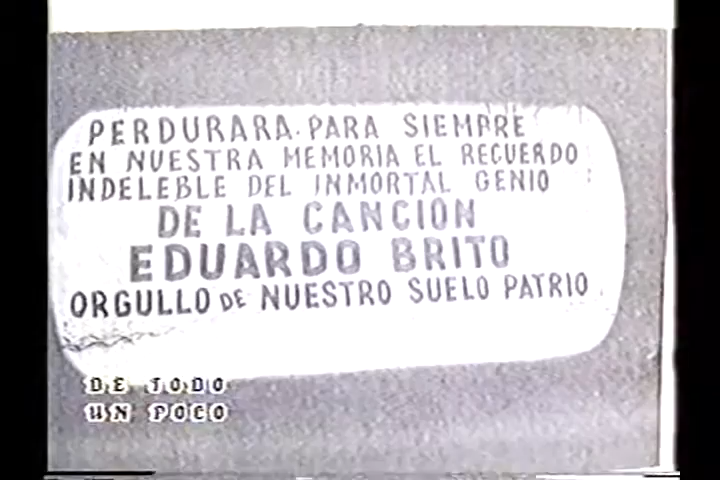 PERDURARA PARA SIEMPRE
EN NUESTRA MEMORIA EL RECUERDO
INDELEBLE DEL INMORTAL GENIO
DE LA CANCION
EDUARDO BRITO
ORGULLO DE NUESTRO SUELO PATRIO.
DE TODO
UN POCO